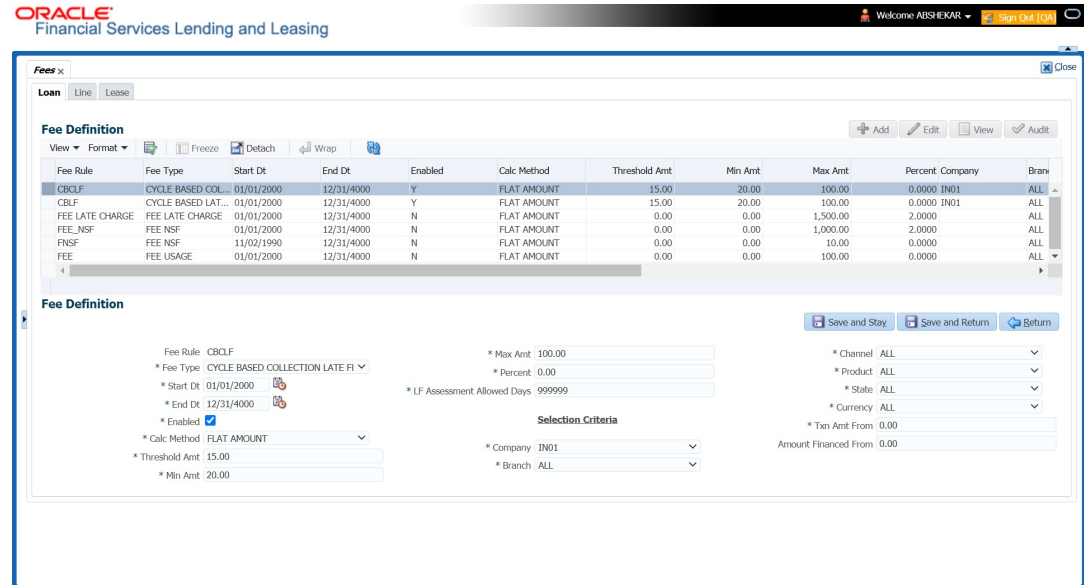 ORACLE
Financial Services Lending and Leasing
Welcome ABSHEKAR
Sign Out [QA]
Fees x
Close
Loan Line Lease
Fee Definition
Add Edit View Audit
View Format Freeze Detach Wrap
Fee Rule Fee Type Start Dt End Dt Enabled Calc Method Threshold Amt Min Amt Max Amt Percent Company Bran
CBCLF CYCLE BASED COL... 01/01/2000 12/31/4000 Y FLAT AMOUNT 15.00 20.00 100.00 0.0000 IN01 ALL
CBLF CYCLE BASED LAT... 01/01/2000 12/31/4000 Y FLAT AMOUNT 15.00 20.00 100.00 0.0000 IN01 ALL
FEE LATE CHARGE FEE LATE CHARGE 01/01/2000 12/31/4000 N FLAT AMOUNT 0.00 0.00 1,500.00 2.0000 ALL
FEE_NSF FEE NSF 01/01/2000 12/31/4000 N FLAT AMOUNT 0.00 0.00 1,000.00 2.0000 ALL
FNSF FEE NSF 11/02/1990 12/31/4000 N FLAT AMOUNT 0.00 0.00 10.00 0.0000 ALL
FEE FEE USAGE 01/01/2000 12/31/4000 N FLAT AMOUNT 0.00 0.00 100.00 0.0000 ALL
Fee Definition
Save and Stay Save and Return Return
Fee Rule CBCLF
* Fee Type CYCLE BASED COLLECTION LATE FI
* Start Dt 01/01/2000
* End Dt 12/31/4000
* Enabled
* Calc Method FLAT AMOUNT
* Threshold Amt 15.00
* Min Amt 20.00
* Max Amt 100.00
* Percent 0.00
* LF Assessment Allowed Days 999999
Selection Criteria
* Company IN01
* Branch ALL
* Channel ALL
* Product ALL
* State ALL
* Currency ALL
* Txn Amt From 0.00
Amount Financed From 0.00